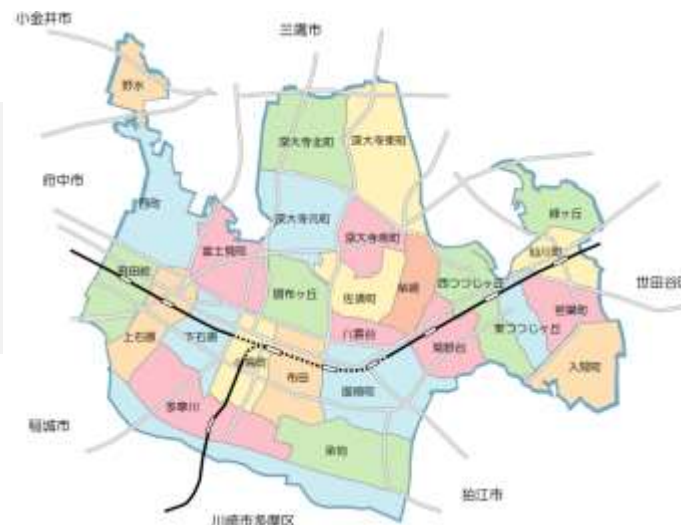 小金井市
三鷹市
野水
深大寺北町
深大寺東町
府中市
西町
深大寺元町
緑ヶ丘
富士見町
深大寺南町
仙川町
飛田給
調布ヶ丘
佐須町
柴崎
西つつじヶ丘
世田谷区
若葉町
上石原
下石原
八雲台
菊野台
東つつじヶ丘
入間町
布田
国領町
多摩川
染地
稲城市
狛江市
川崎市多摩区